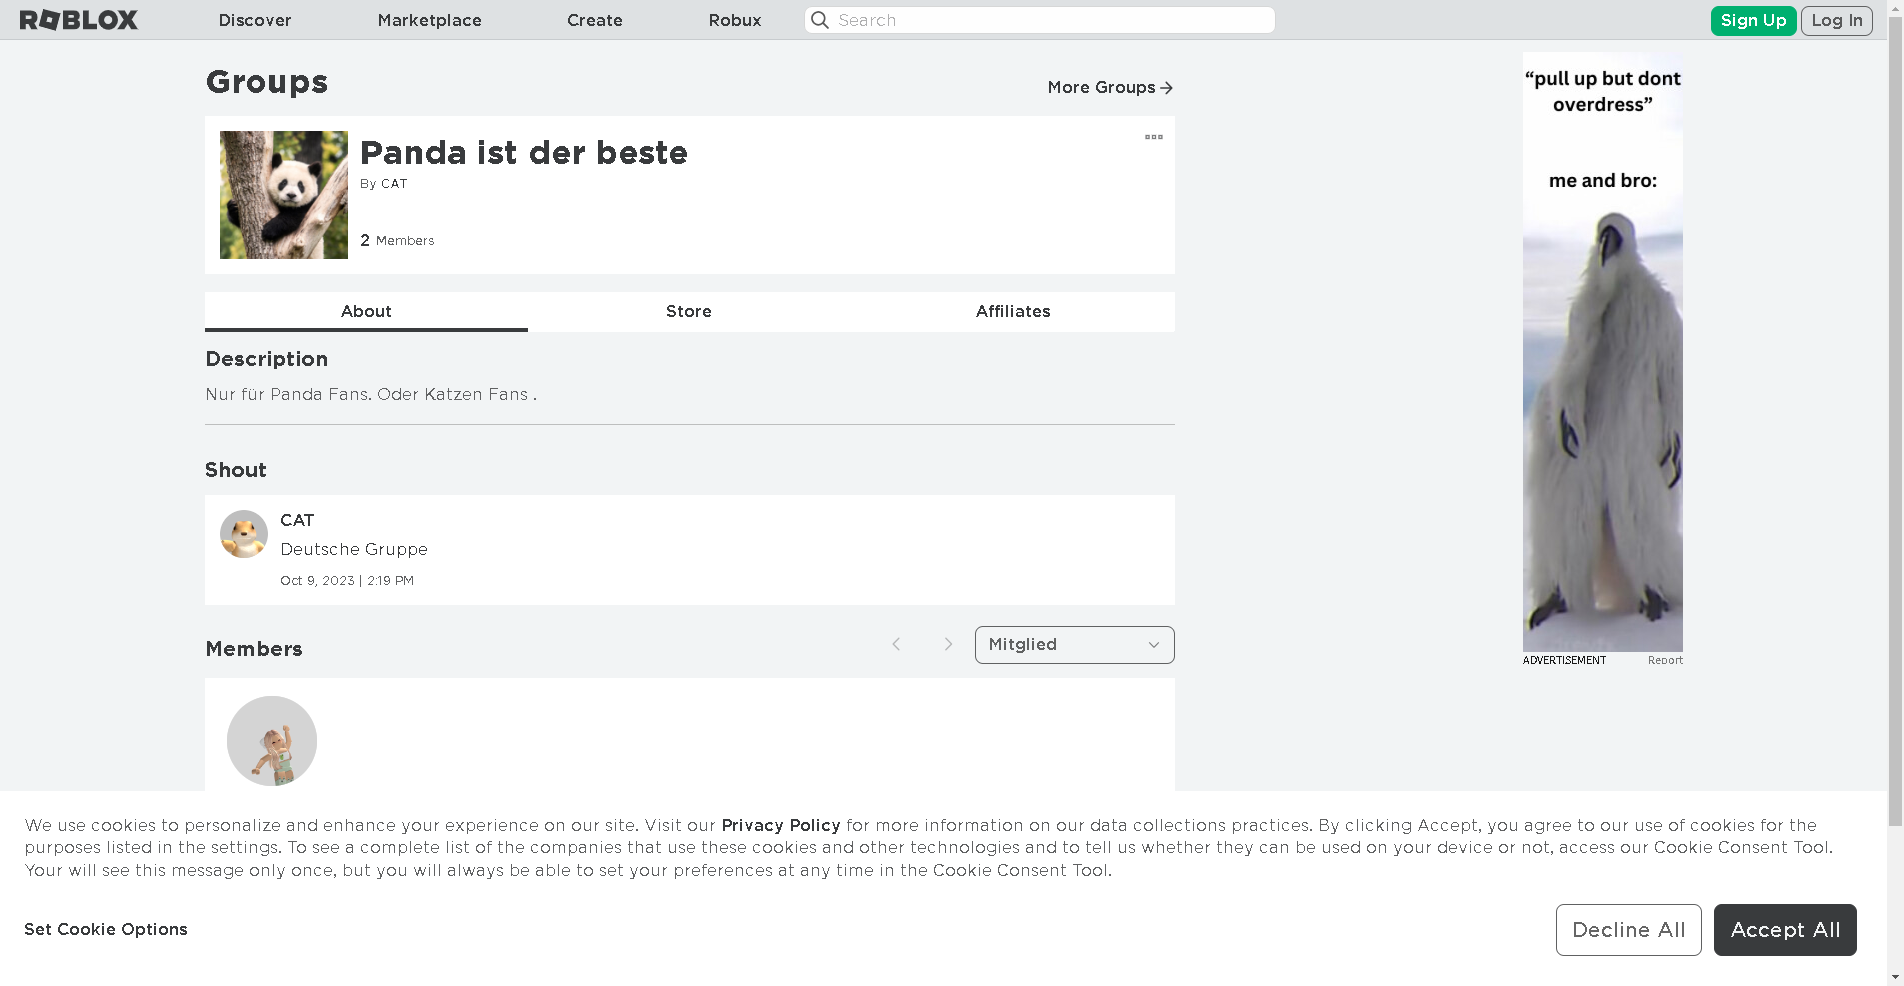 ROBLOX
Discover
Marketplace
Create
Robux
Search
Sign Up
Log In
Groups
More Groups
Panda ist der beste
By CAT
2 Members
About
Store
Affiliates
Description
Nur für Panda Fans. Oder Katzen Fans .
Shout
CAT
Deutsche Gruppe
Oct 9, 2023 | 2:19 PM
Members
Mitglied
“pull up but dont
overdress”
me and bro:
ADVERTISEMENT
Report
We use cookies to personalize and enhance your experience on our site. Visit our Privacy Policy for more information on our data collections practices. By clicking Accept, you agree to our use of cookies for the
purposes listed in the settings. To see a complete list of the companies that use these cookies and other technologies and to tell us whether they can be used on your device or not, access our Cookie Consent Tool.
Your will see this message only once, but you will always be able to set your preferences at any time in the Cookie Consent Tool.
Set Cookie Options
Decline All
Accept All